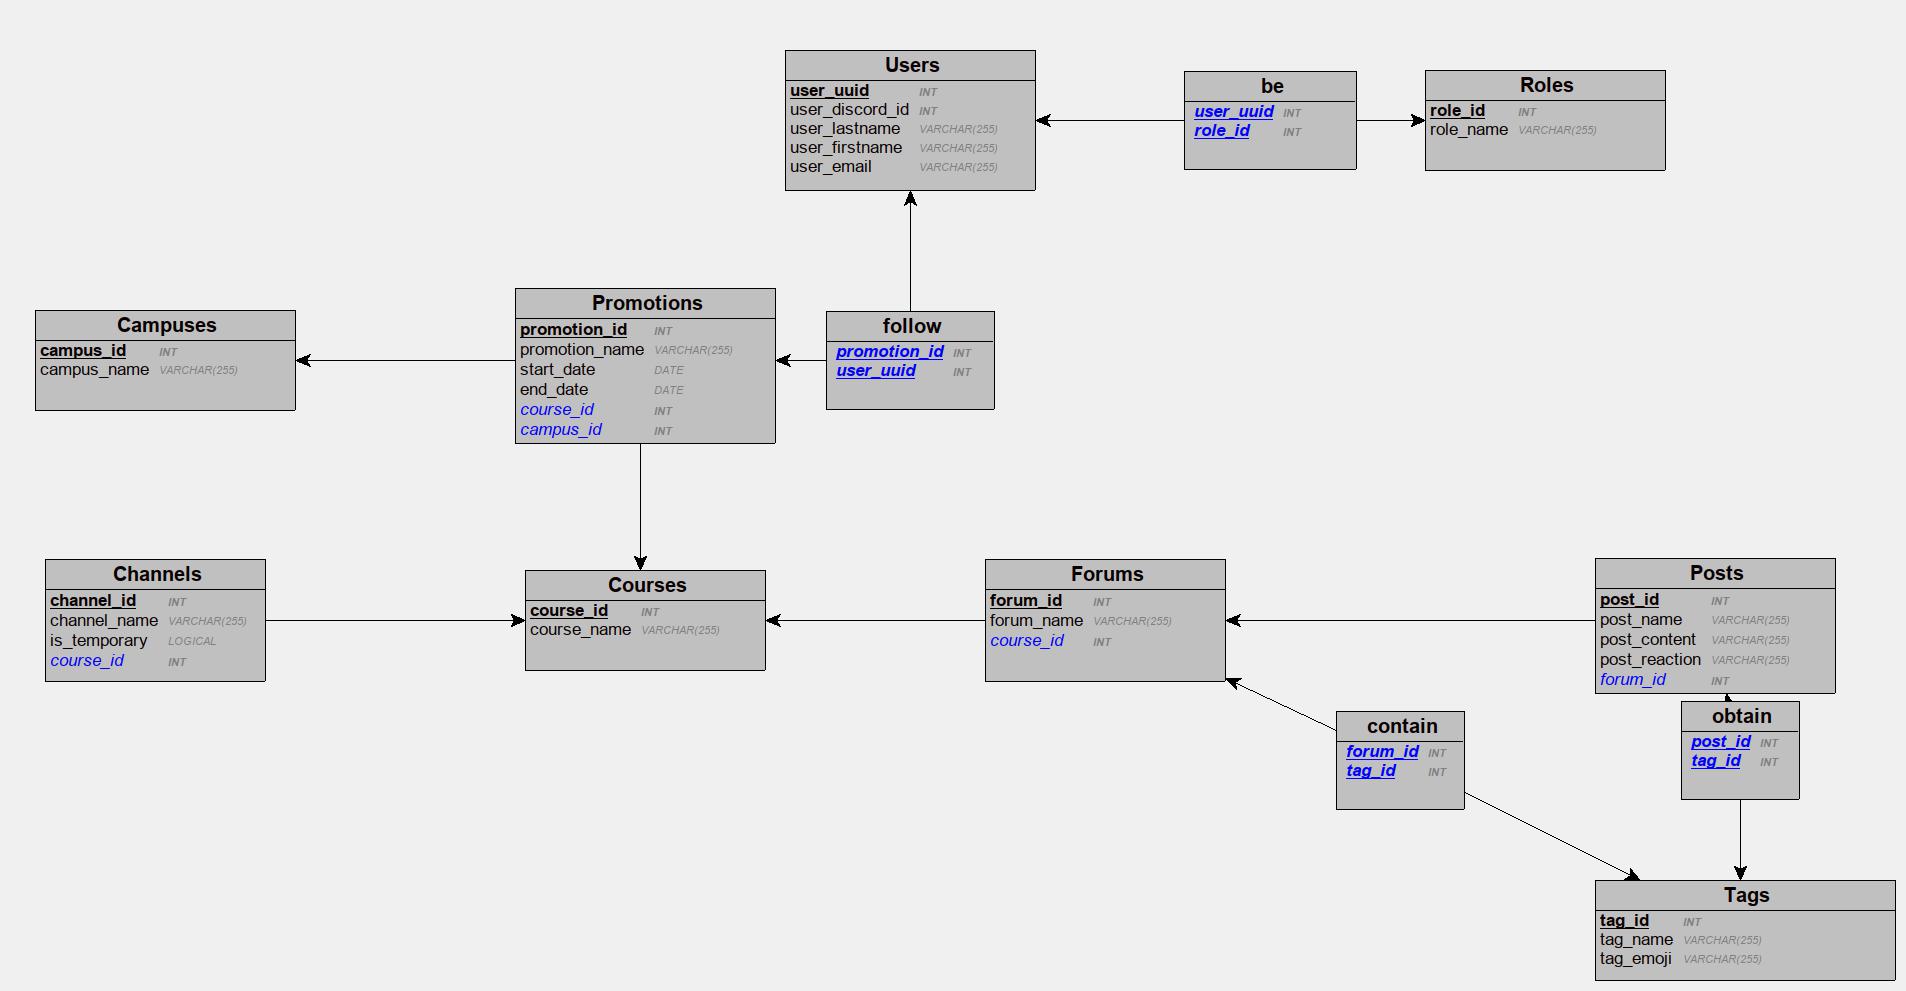 Users
user_uuid INT
user_discord_id INT
user_lastname VARCHAR(255)
user_firstname VARCHAR(255)
user_email VARCHAR(255)
be
user_uuid INT
role_id INT
Roles
role_id INT
role_name VARCHAR(255)
Campuses
campus_id INT
campus_name VARCHAR(255)
Promotions
promotion_id INT
promotion_name VARCHAR(255)
start_date DATE
end_date DATE
course_id INT
campus_id INT
follow
promotion_id INT
user_uuid INT
Channels
channel_id INT
channel_name VARCHAR(255)
is_temporary LOGICAL
course_id INT
Courses
course_id INT
course_name VARCHAR(255)
Forums
forum_id INT
forum_name VARCHAR(255)
course_id INT
Posts
post_id INT
post_name VARCHAR(255)
post_content VARCHAR(255)
post_reaction VARCHAR(255)
forum_id INT
contain
forum_id INT
tag_id INT
obtain
post_id INT
tag_id INT
Tags
tag_id INT
tag_name VARCHAR(255)
tag_emoji VARCHAR(255)